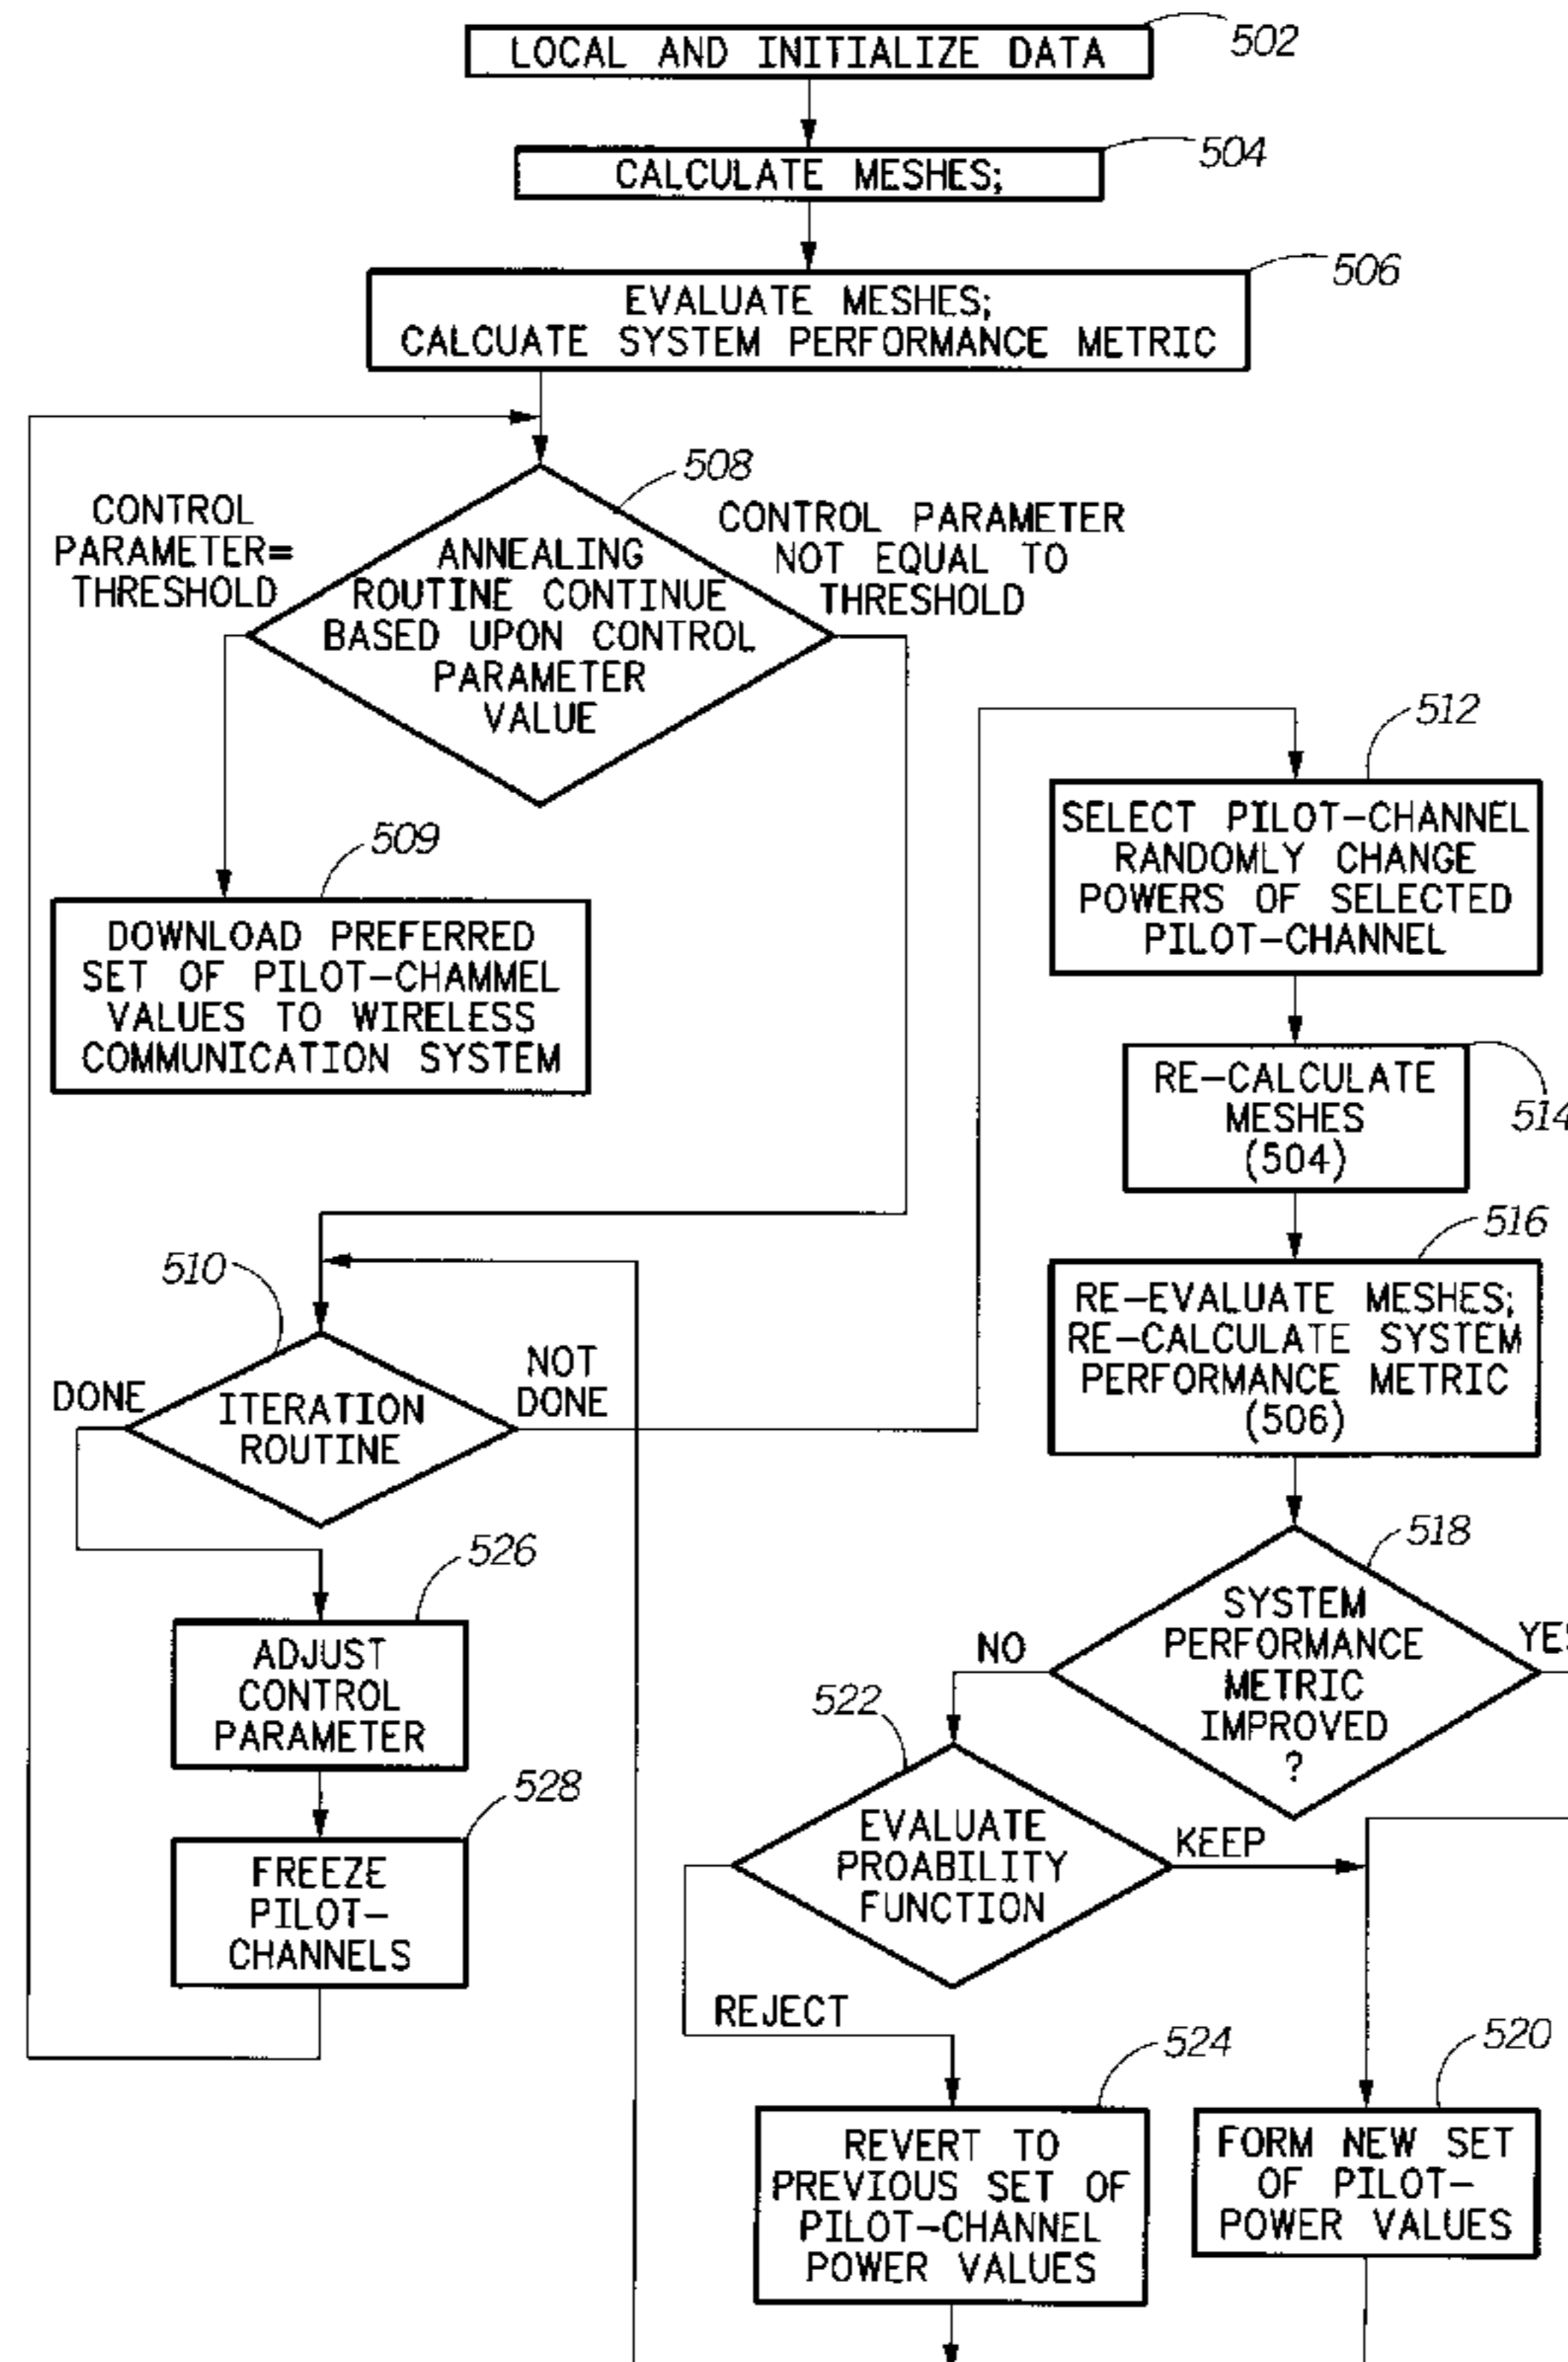 LOCAL AND INITIALIZE DATA
502
CALCULATE MESHES;
504
EVALUATE MESHES;
CALCUATE SYSTEM PERFORMANCE METRIC
506
508
CONTROL
PARAMETER=
THRESHOLD
ANNEALING
ROUTINE CONTINUE
BASED UPON CONTROL
PARAMETER
VALUE
CONTROL PARAMETER
NOT EQUAL TO
THRESHOLD
509
DOWNLOAD PREFERRED
SET OF PILOT-CHAMMEL
VALUES TO WIRELESS
COMMUNICATION SYSTEM
512
SELECT PILOT-CHANNEL
RANDOMLY CHANGE
POWERS OF SELECTED
PILOT-CHANNEL
RE-CALCULATE
MESHES
(504)
514
516
RE-EVALUATE MESHES;
RE-CALCULATE SYSTEM
PERFORMANCE METRIC
(506)
510
DONE
ITERATION
ROUTINE
NOT
DONE
526
ADJUST
CONTROL
PARAMETER
528
FREEZE
PILOT-
CHANNELS
518
SYSTEM
PERFORMANCE
METRIC
IMPROVED
?
NO
YES
522
EVALUATE
PROABILITY
FUNCTION
KEEP
REJECT
524
REVERT TO
PREVIOUS SET OF
PILOT-CHANNEL
POWER VALUES
520
FORM NEW SET
OF PILOT-
POWER VALUES